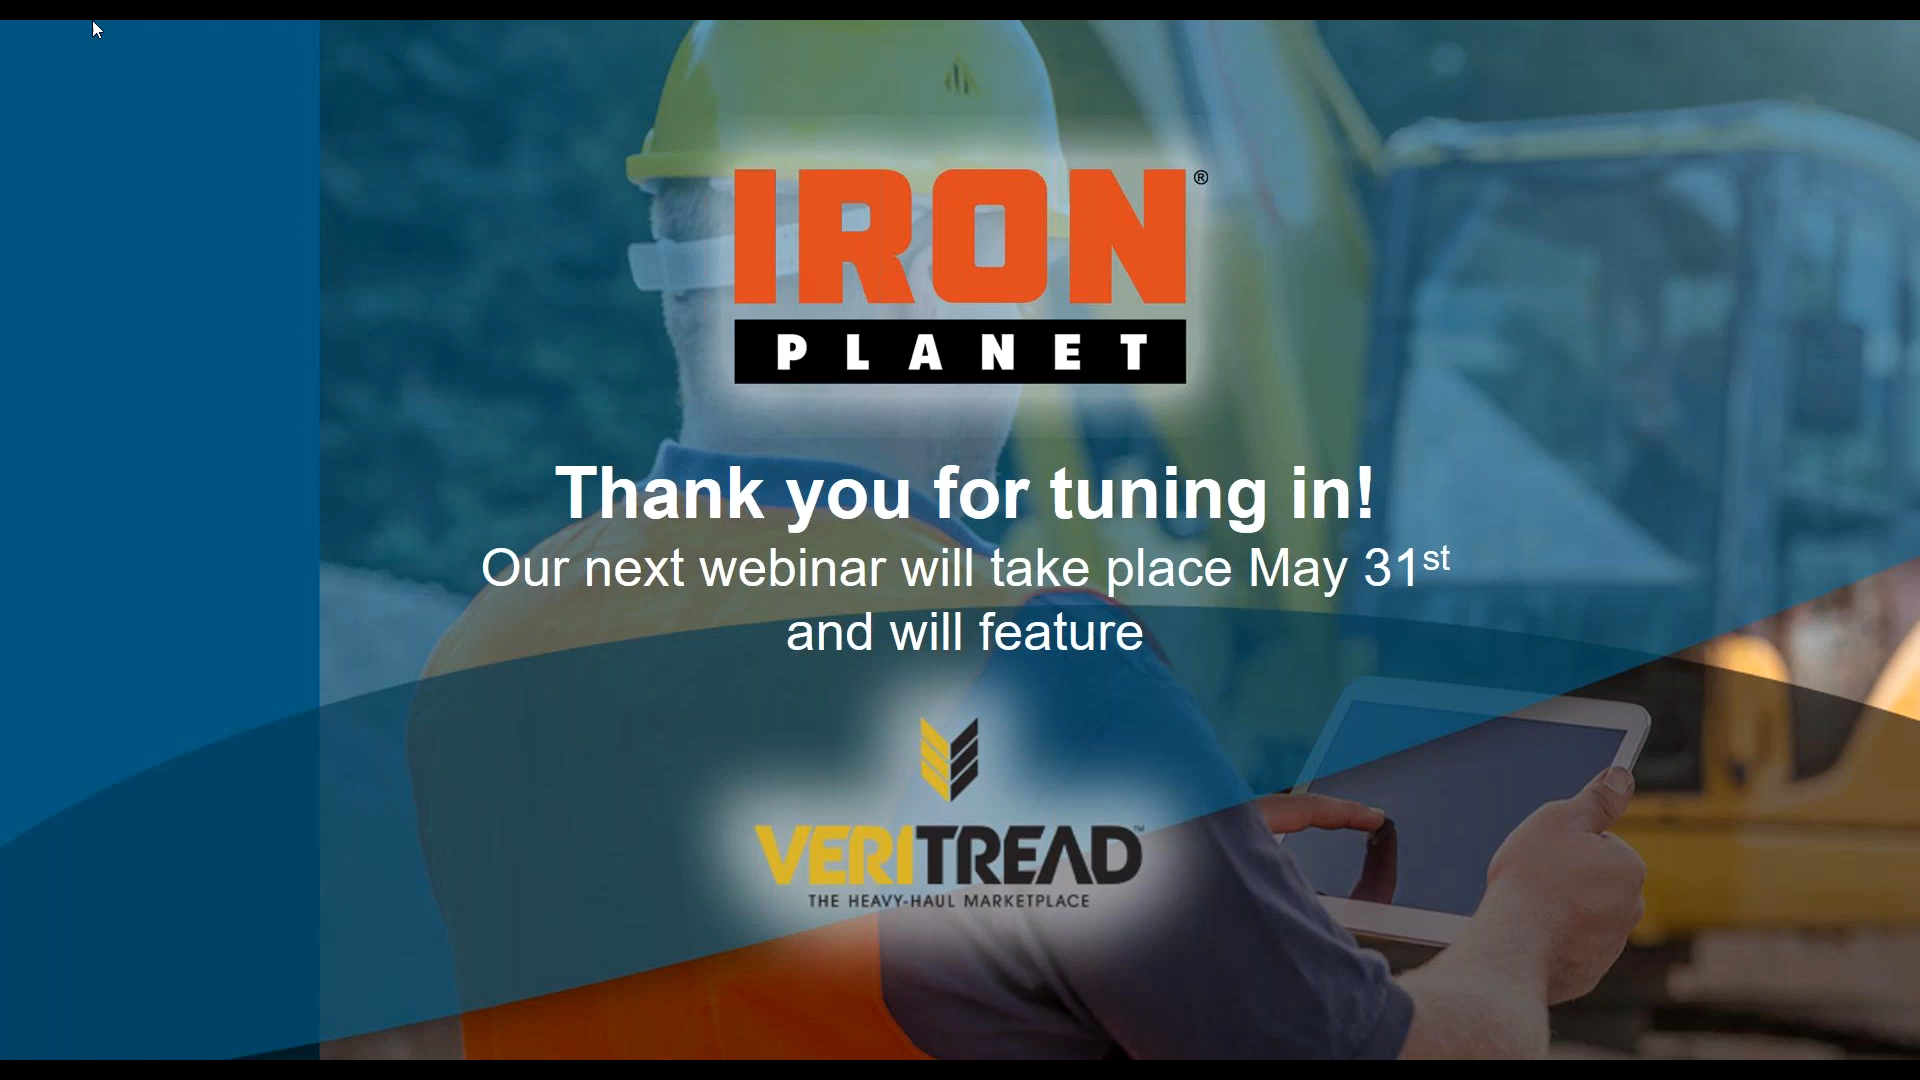 IRON®
PLANET
Thank you for tuning in!
Our next webinar will take place May 31st
and will feature
VERITREAD™
THE HEAVY-HAUL MARKETPLACE